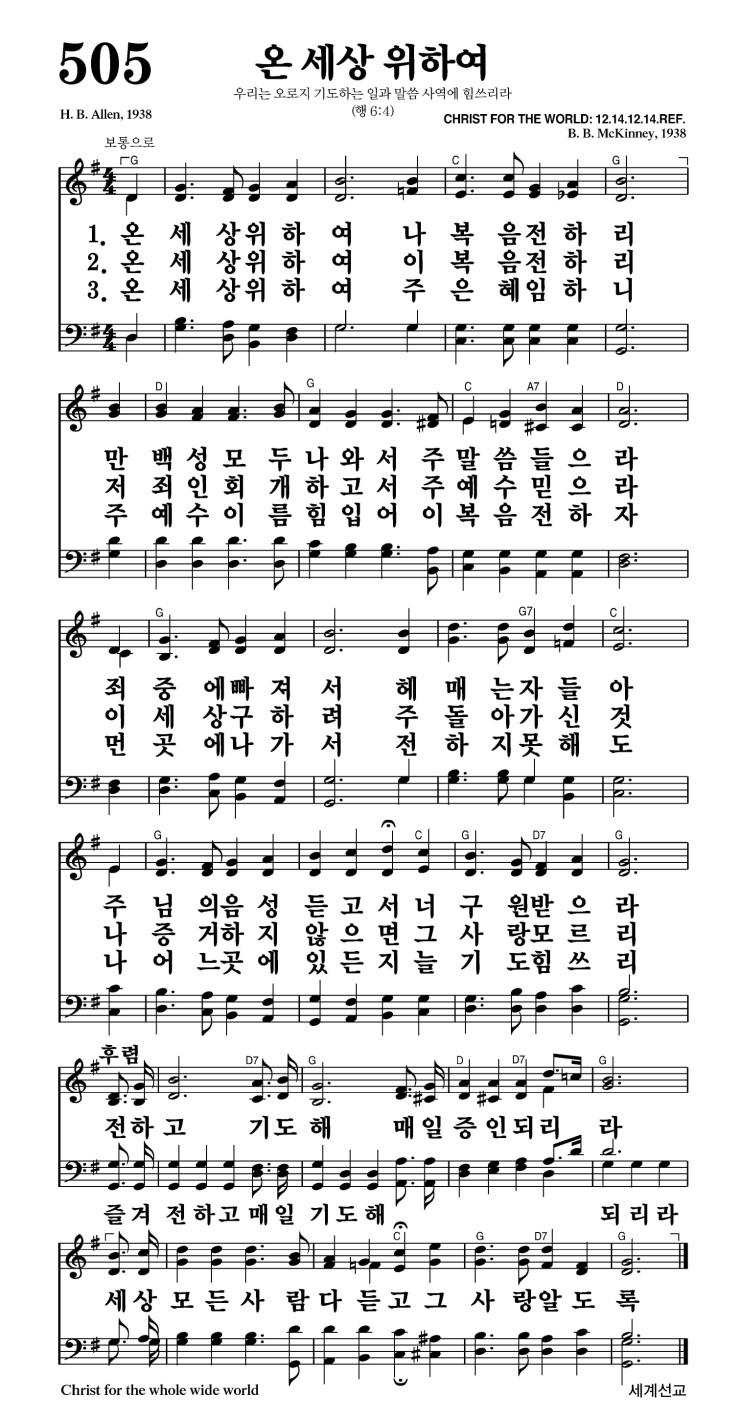 505
온 세상 위하여
우리는 오로지 기도하는 일과 말씀 사역에 힘쓰리라
(행 6:4)
H. B. Allen, 1938
CHRIST FOR THE WORLD: 12.14.12.14.REF.
B. B. McKinney, 1938
보통으로
G C G
1. 온 세 상위 하 여 나 복 음전 하 리
2. 온 세 상위 하 여 이 복 음전 하 리
3. 온 세 상위 하 여 주 은 혜임 하 니
D G C A7 D
만 백 성 모 두 나 와 서 주 말 씀 들 으 라
저 죄 인 회 개 하 고 서 주 예 수 믿 으 라
주 예 수 이 름 힘 입 어 이 복 음 전 하 자
G G7 C
죄 중 에빠 져 서 헤 매 는자 들 아
이 세 상구 하 려 주 돌 아가 신 것
먼 곳 에나 가 서 전 하 지못 해 도
G C G D7 G
주 님 의음 성 듣 고 서 너 구 원받 으 라
나 증 거하 지 않 으 면 그 사 랑모 르 리
나 어 느곳 에 있 든 지 늘 기 도힘 쓰 리
후렴
D7 G D D7 G
전하 고 기도 해 매일 증 인되리 라
즐겨 전하고 매일 기도해 되리라
C G D7 G
세상 모 든 사 람 다 듣 고 그 사 랑알 도 록
Christ for the whole wide world
세계선교